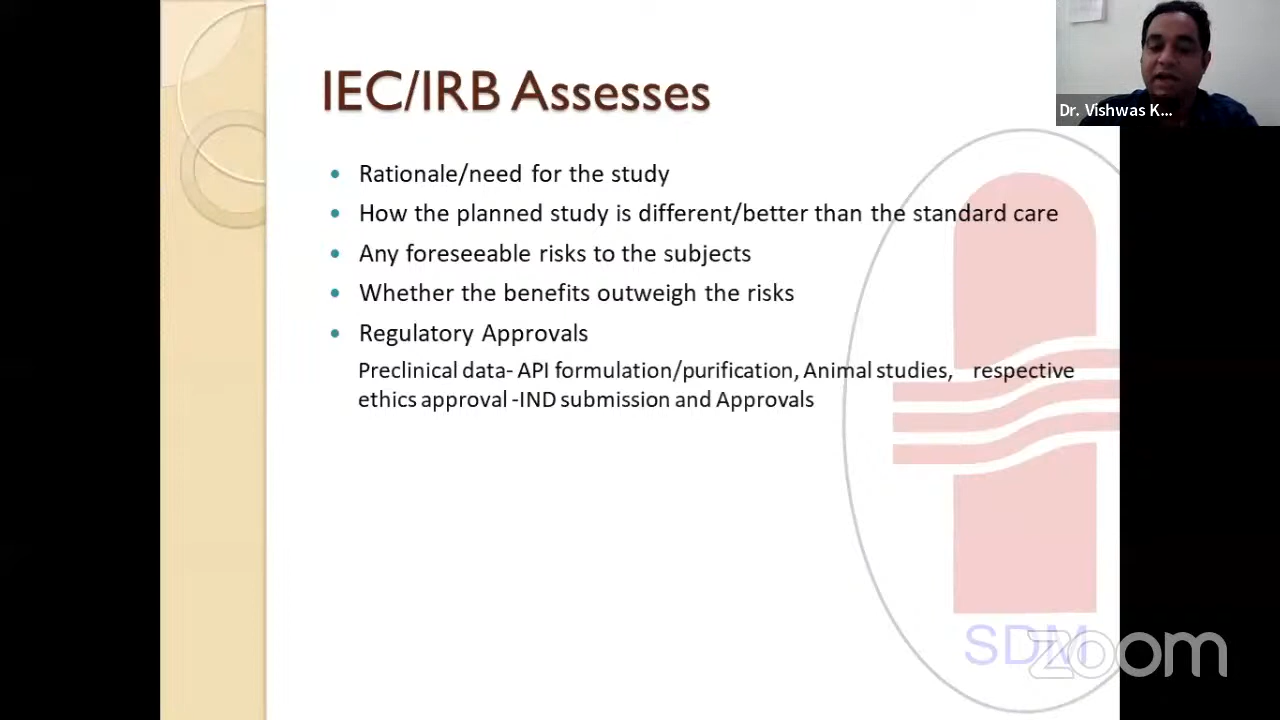 IEC/IRB Assesses
Dr. Vishwas K...
Rationale/need for the study
How the planned study is different/better than the standard care
Any foreseeable risks to the subjects
Whether the benefits outweigh the risks
Regulatory Approvals
Preclinical data- API formulation/purification, Animal studies, respective
ethics approval -IND submission and Approvals
SDM
zoom